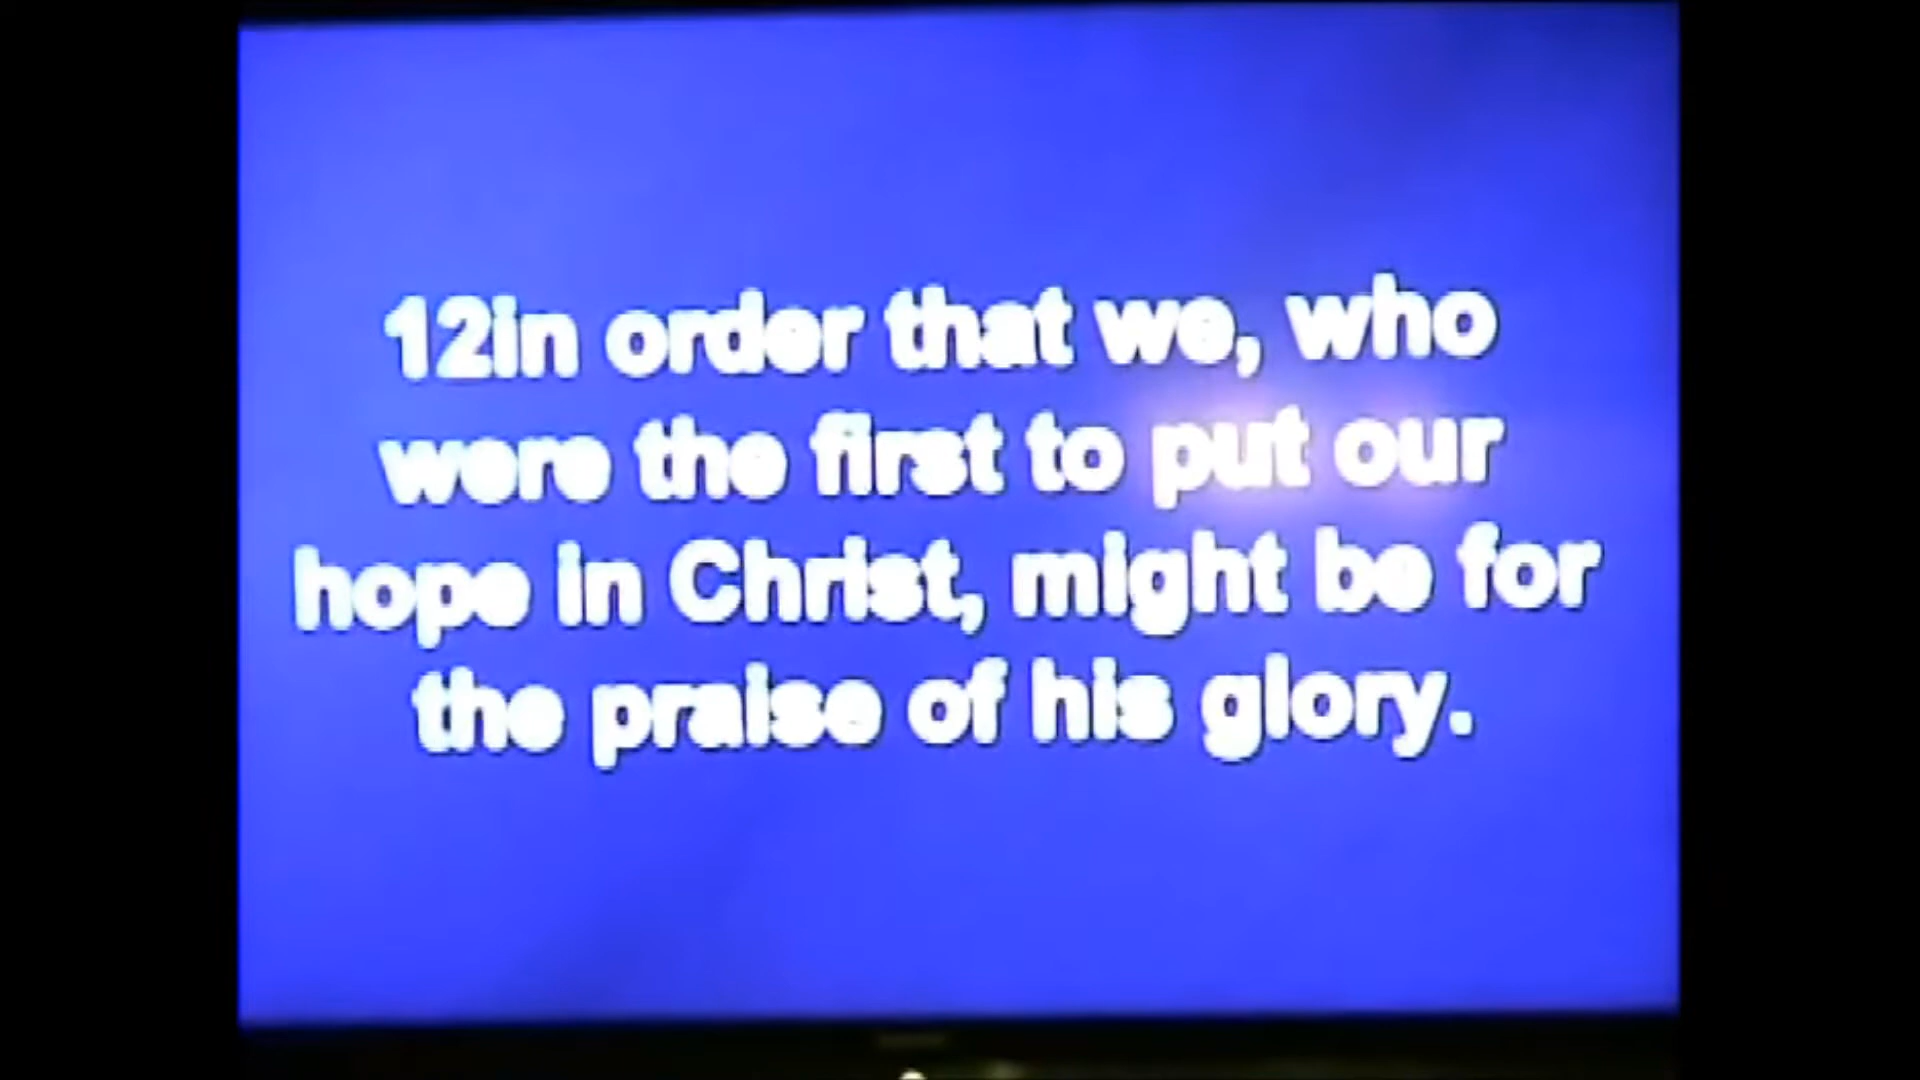 12in order that we, who
were the first to put our
hope in Christ, might be for
the praise of his glory.